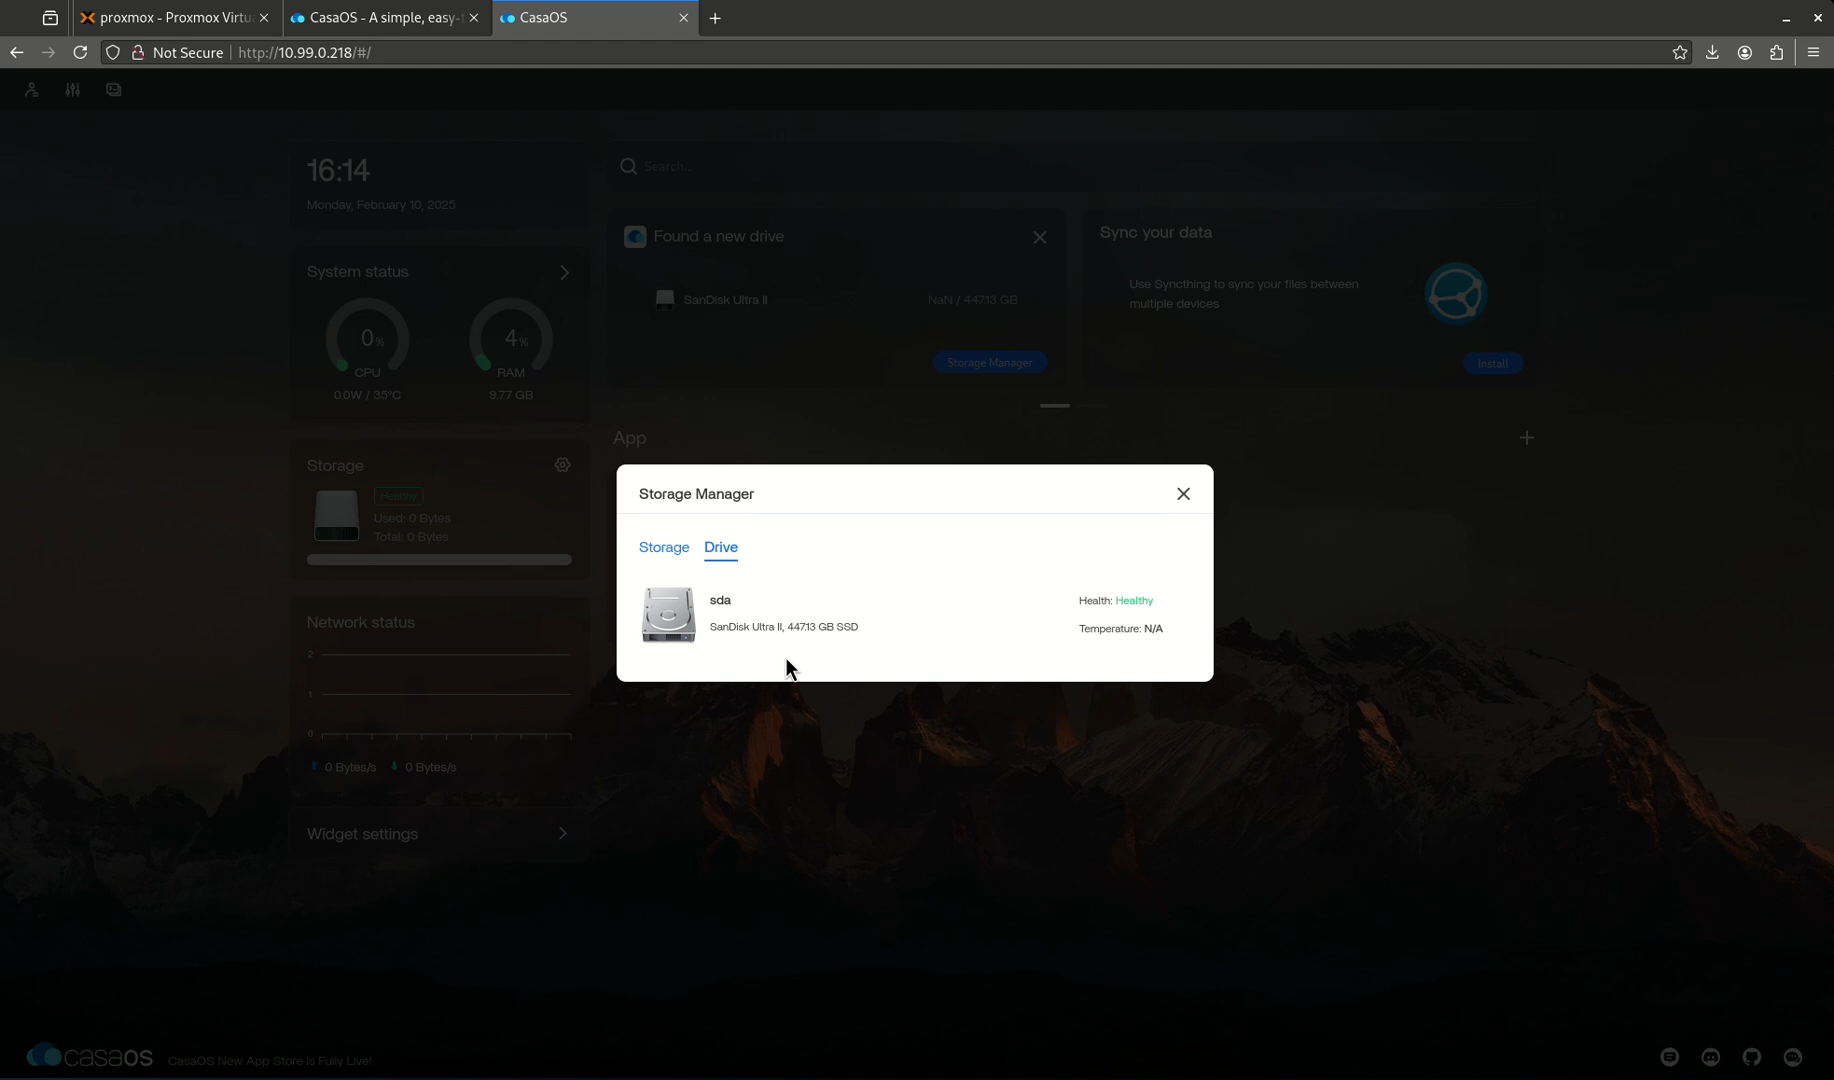 proxmox - Proxmox Virtu
CasaOS - A simple, easy-t
CasaOS
Not Secure
http://10.99.0.218/#/
16:14
Monday, February 10, 2025
Search...
Found a new drive
SanDisk Ultra II
NaN / 447.13 GB
Storage Manager
Sync your data
Use Syncthing to sync your files between
multiple devices
Install
System status
0%
CPU
0.0W / 35°C
4%
RAM
9.77 GB
App
Storage
Healthy
Used: 0 Bytes
Total: 0 Bytes
Storage Manager
Storage
Drive
sda
SanDisk Ultra II, 447.13 GB SSD
Health: Healthy
Temperature: N/A
Network status
2
1
0
0 Bytes/s
0 Bytes/s
Widget settings
casaos
CasaOS New App Store Is Fully Live!